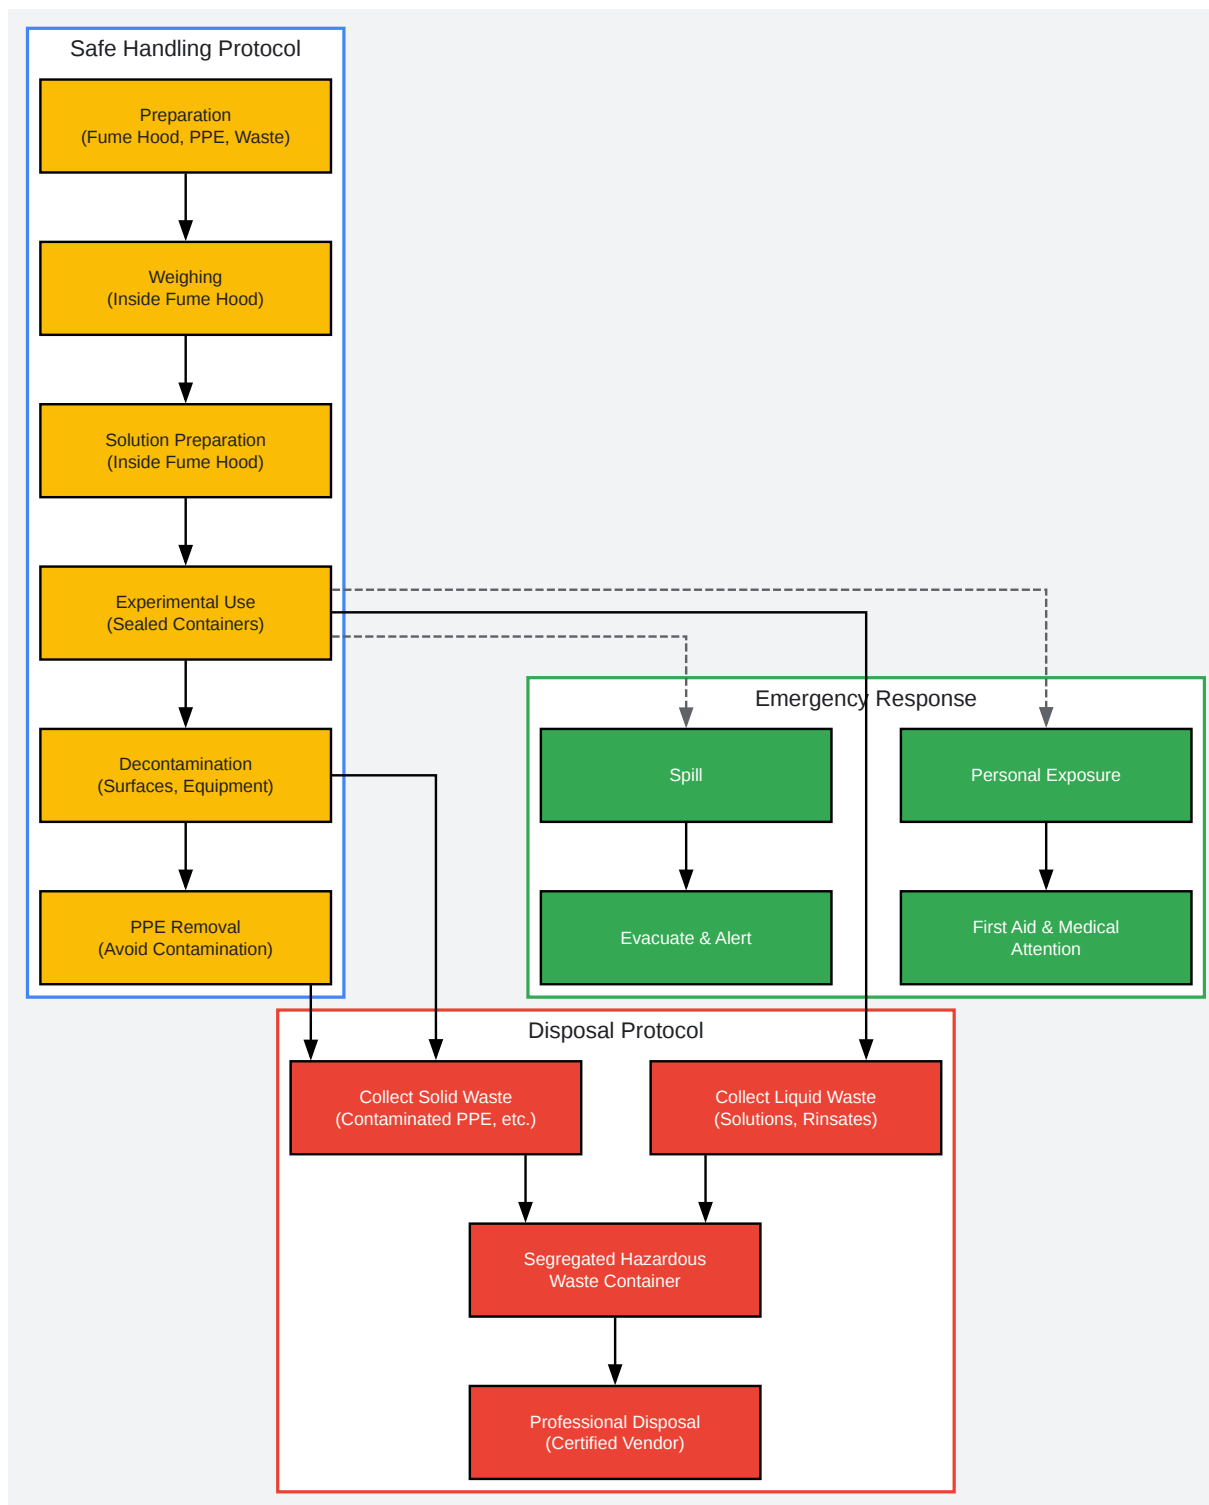 Safe Handling Protocol
Preparation
(Fume Hood, PPE, Waste)
Weighing
(Inside Fume Hood)
Solution Preparation
(Inside Fume Hood)
Experimental Use
(Sealed Containers)
Decontamination
(Surfaces, Equipment)
PPE Removal
(Avoid Contamination)
Emergency Response
Spill
Personal Exposure
Evacuate & Alert
First Aid & Medical
Attention
Disposal Protocol
Collect Solid Waste
(Contaminated PPE, etc.)
Collect Liquid Waste
(Solutions, Rinsates)
Segregated Hazardous
Waste Container
Professional Disposal
(Certified Vendor)